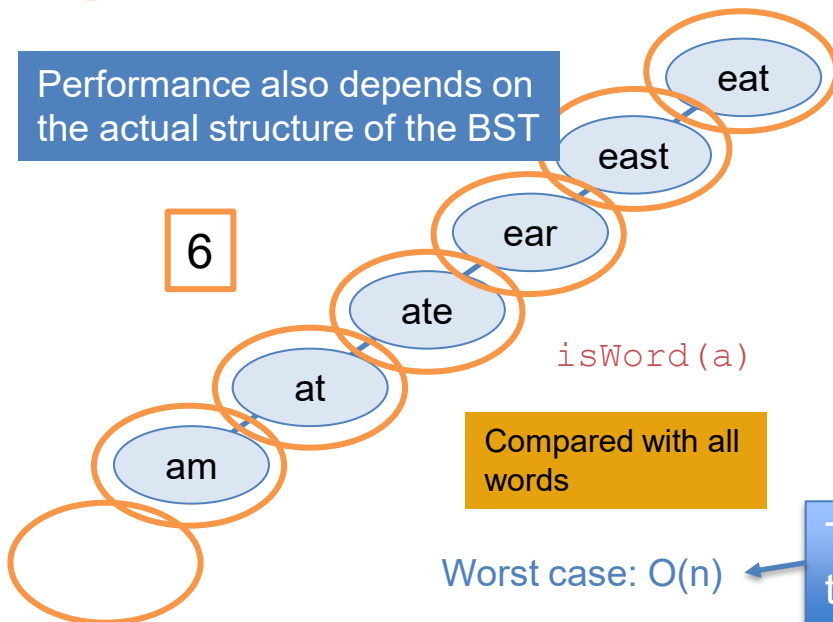 eat
Performance also depends on
the actual structure of the BST
east
ear
6
ate
isWord(a)
at
Compared with all
words
am
Worst case: O(n)